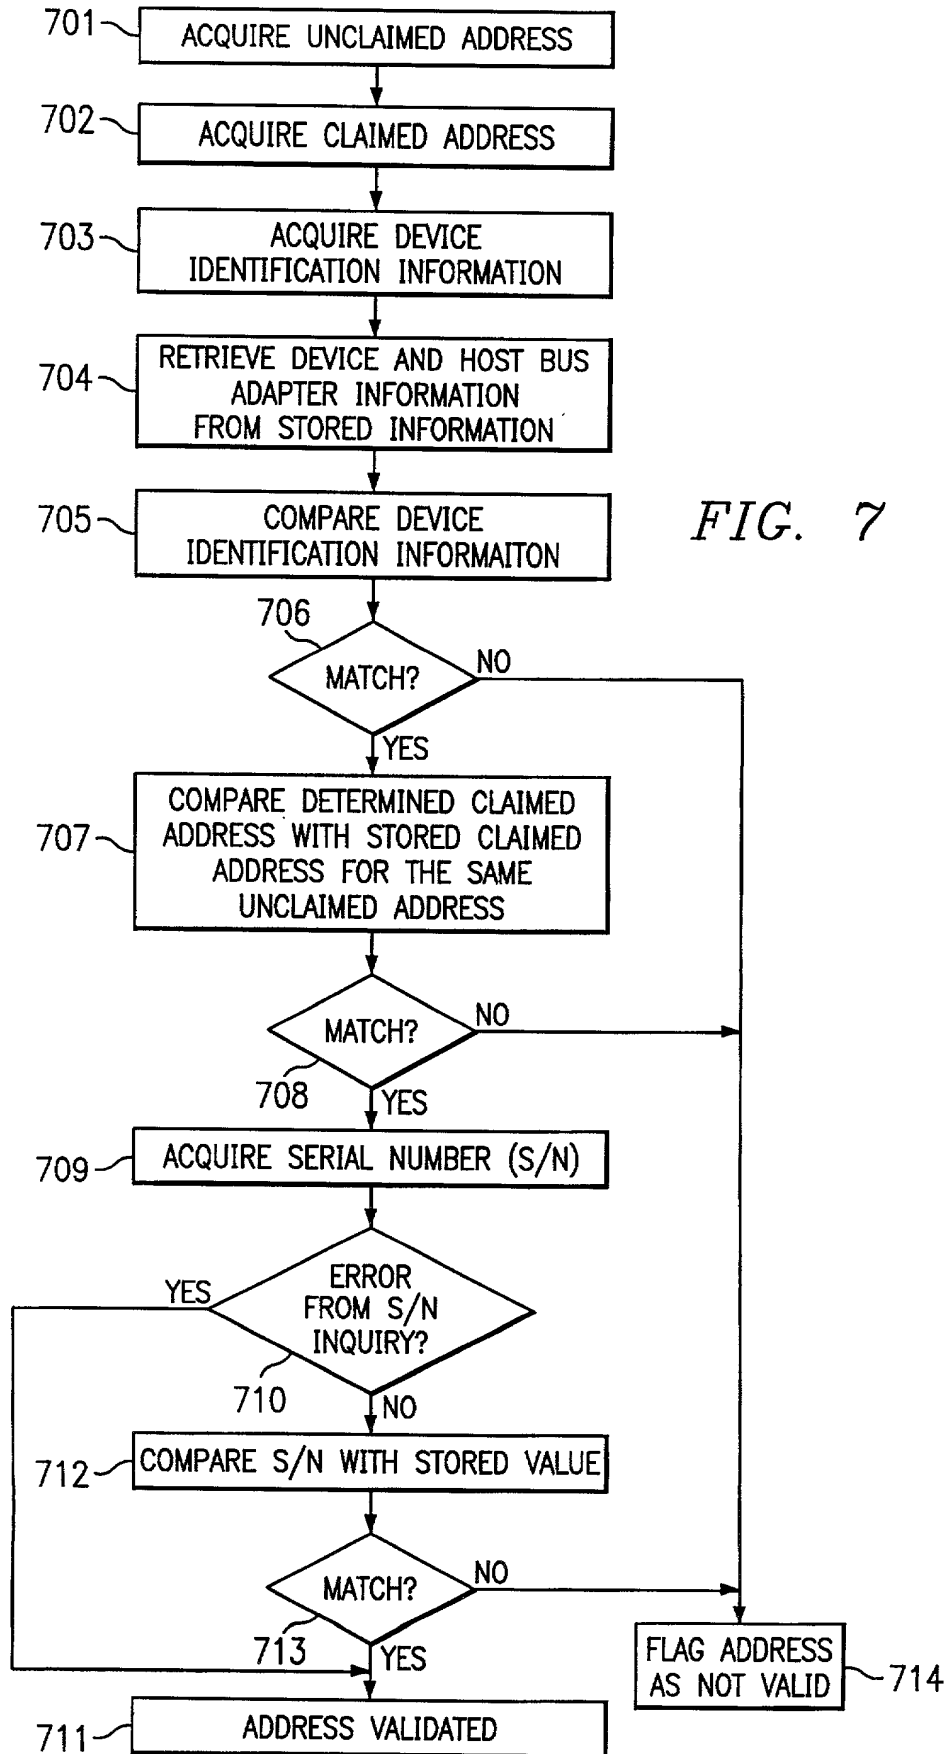 701
ACQUIRE UNCLAIMED ADDRESS
702
ACQUIRE CLAIMED ADDRESS
703
ACQUIRE DEVICE
IDENTIFICATION INFORMATION
704
RETRIEVE DEVICE AND HOST BUS
ADAPTER INFORMATION
FROM STORED INFORMATION
705
COMPARE DEVICE
IDENTIFICATION INFORMAITON
FIG. 7
706
MATCH?
NO
YES
707
COMPARE DETERMINED CLAIMED
ADDRESS WITH STORED CLAIMED
ADDRESS FOR THE SAME
UNCLAIMED ADDRESS
MATCH?
NO
708
YES
709
ACQUIRE SERIAL NUMBER (S/N)
YES
ERROR
FROM S/N
INQUIRY?
710
NO
712
COMPARE S/N WITH STORED VALUE
MATCH?
NO
713
YES
FLAG ADDRESS
AS NOT VALID
714
711
ADDRESS VALIDATED